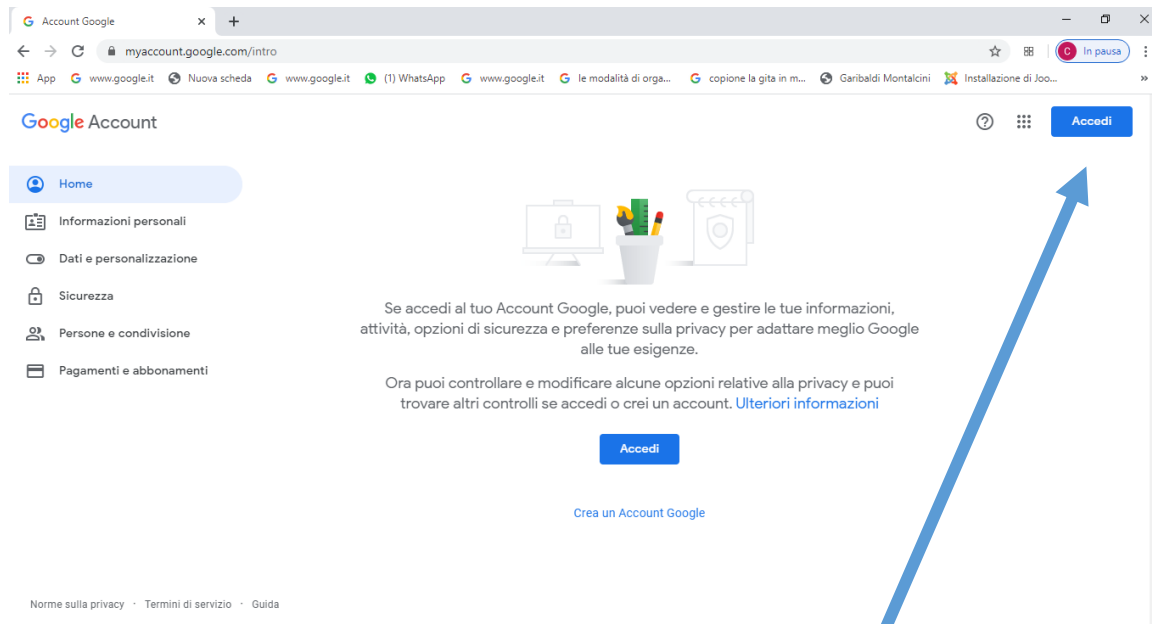 G Account Google × +
myaccount.google.com/intro C In pausa
App G www.google.it Nuova scheda G www.google.it (1) WhatsApp G www.google.it G le modalità di orga... G copione la gita in m... Garibaldi Montalcini Installazione di Joo... »
Google Account ? Accedi
Home
Informazioni personali
Dati e personalizzazione
Sicurezza
Persone e condivisione
Pagamenti e abbonamenti
Se accedi al tuo Account Google, puoi vedere e gestire le tue informazioni,
attività, opzioni di sicurezza e preferenze sulla privacy per adattare meglio Google
alle tue esigenze.
Ora puoi controllare e modificare alcune opzioni relative alla privacy e puoi
trovare altri controlli se accedi o crei un account. Ulteriori informazioni
Accedi
Crea un Account Google
Norme sulla privacy · Termini di servizio · Guida